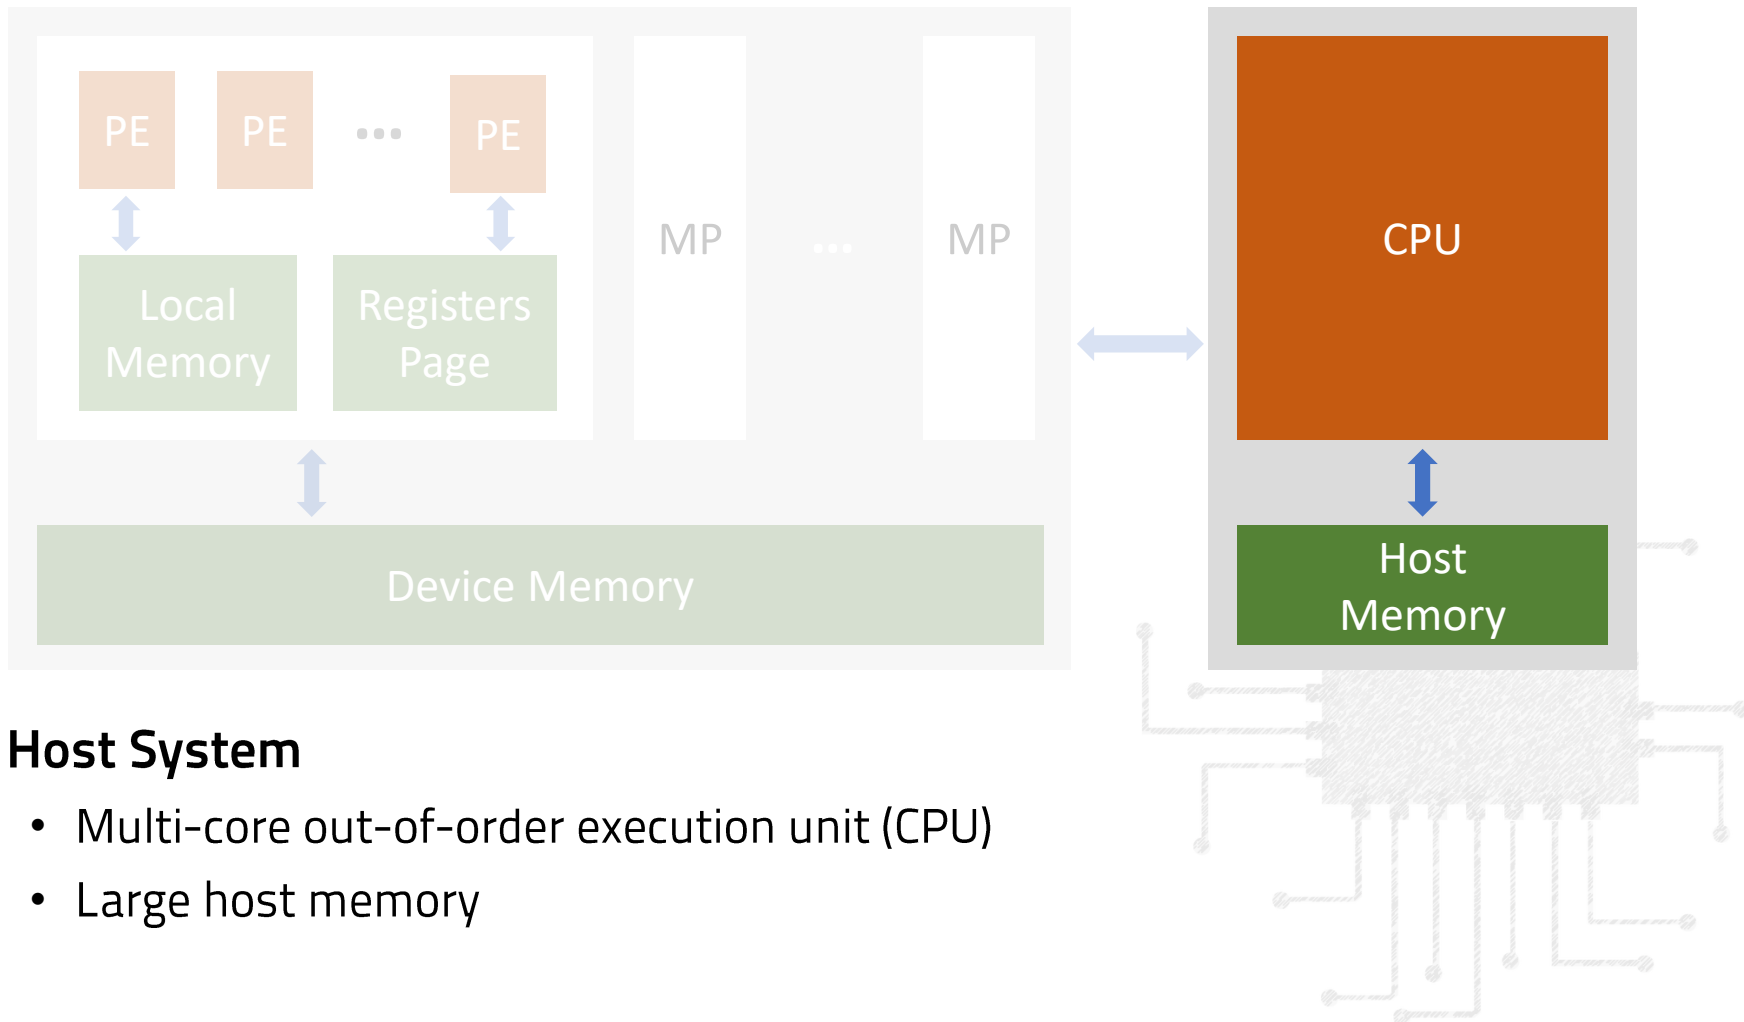 PE PE ... PE
Local
Memory
Registers
Page
MP ... MP
Device Memory
CPU
Host
Memory
Host System
• Multi-core out-of-order execution unit (CPU)
• Large host memory